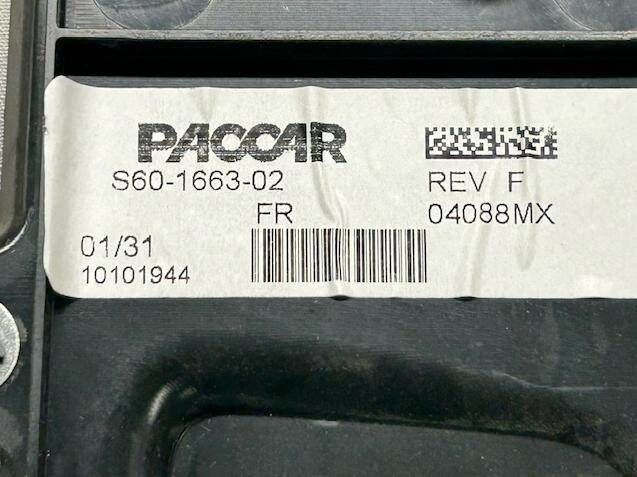 PACCAR
S60-1663-02 REV F
FR 04088MX
01/31
10101944